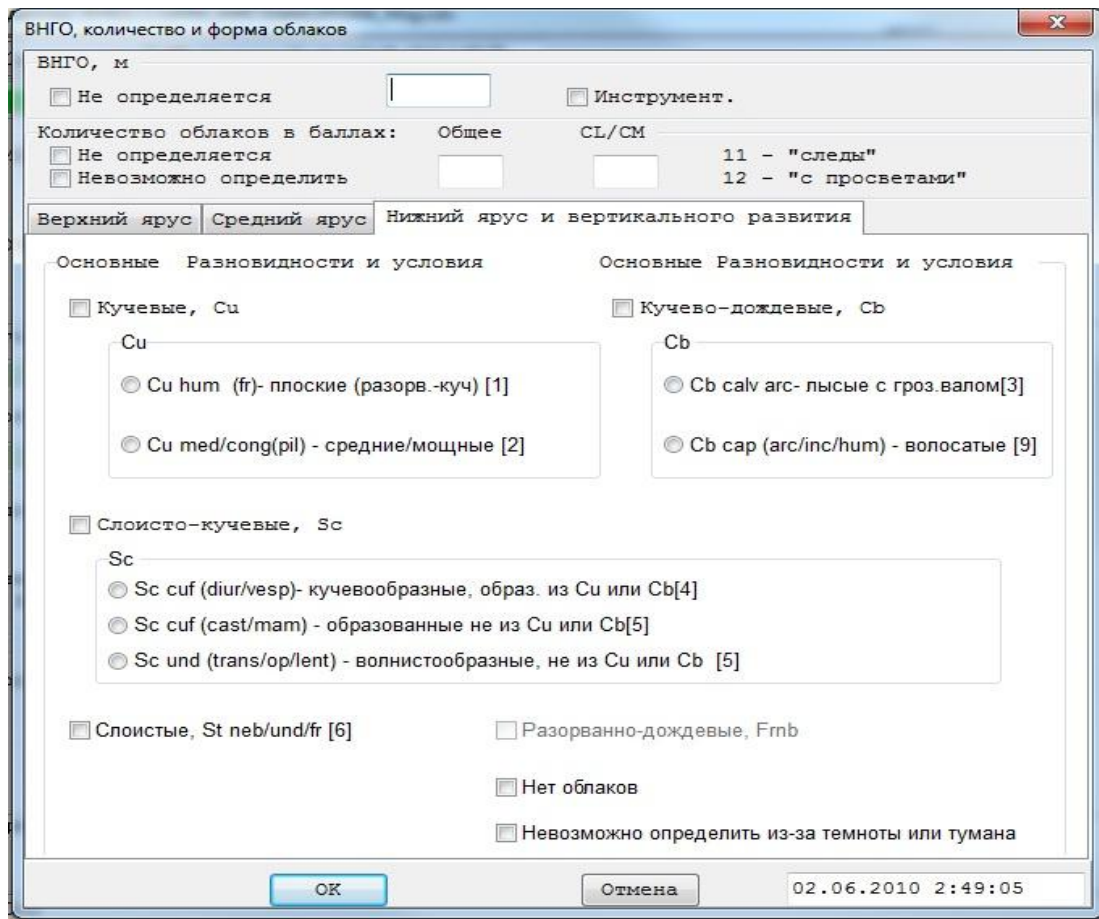 ВНГО, количество и форма облаков
ВНГО, м
Не определяется
Инструмент.
Количество облаков в баллах: Общее CL/CM
Не определяется 11 - "следы"
Невозможно определить 12 - "с просветами"
Верхний ярус Средний ярус Нижний ярус и вертикального развития
Основные Разновидности и условия
Основные Разновидности и условия
Кучевые, Cu
Кучево-дождевые, Cb
Cu
Cb
Cu hum (fr)- плоские (разорв.-куч) [1]
Cb calv arc- лысые с гроз.валом[3]
Cu med/cong(pil) - средние/мощные [2]
Cb cap (arc/inc/hum) - волосатые [9]
Слоисто-кучевые, Sc
Sc
Sc cuf (diur/vesp)- кучевообразные, образ. из Cu или Cb[4]
Sc cuf (cast/mam) - образованные не из Cu или Cb[5]
Sc und (trans/op/lent) - волнистообразные, не из Cu или Cb [5]
Слоистые, St neb/und/fr [6]
Разорванно-дождевые, Frnb
Нет облаков
Невозможно определить из-за темноты или тумана
OK Отмена 02.06.2010 2:49:05